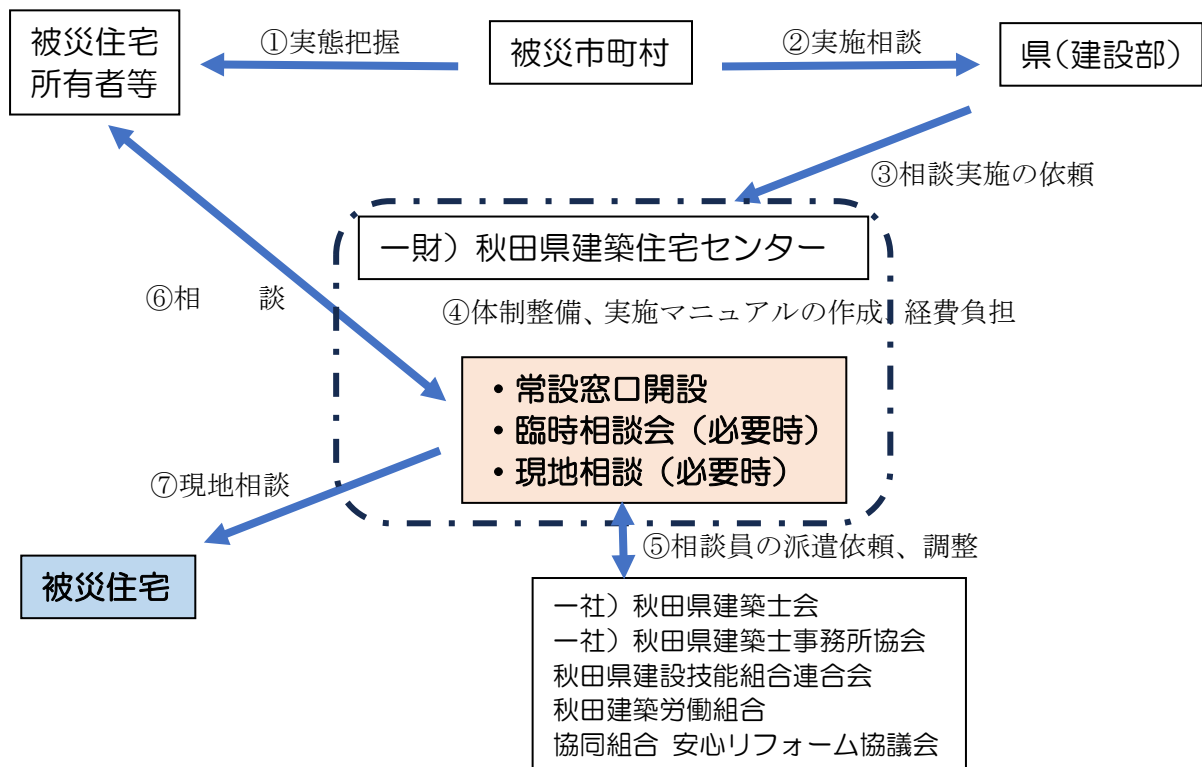 被災住宅
所有者等
①実態把握
被災市町村
②実施相談
県(建設部)
③相談実施の依頼
一財）秋田県建築住宅センター
④体制整備、実施マニュアルの作成、経費負担
⑥相　　談
・常設窓口開設
・臨時相談会（必要時）
・現地相談（必要時）
⑦現地相談
被災住宅
⑤相談員の派遣依頼、調整
一社）秋田県建築士会
一社）秋田県建築士事務所協会
秋田県建設技能組合連合会
秋田建築労働組合
協同組合 安心リフォーム協議会